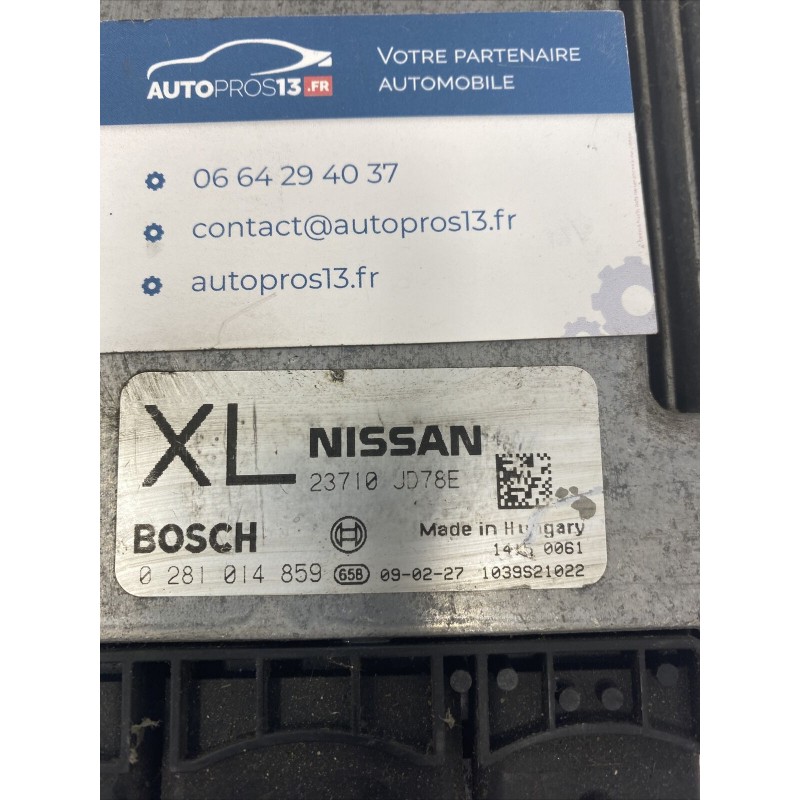 AUTOPROS13.FR
VOTRE PARTENAIRE
AUTOMOBILE
06 64 29 40 37
contact@autopros13.fr
autopros13.fr
XL NISSAN
23710 JD78E
BOSCH Made in Hungary
0061
0 281 014 859 658 09-02-27 1039S21022